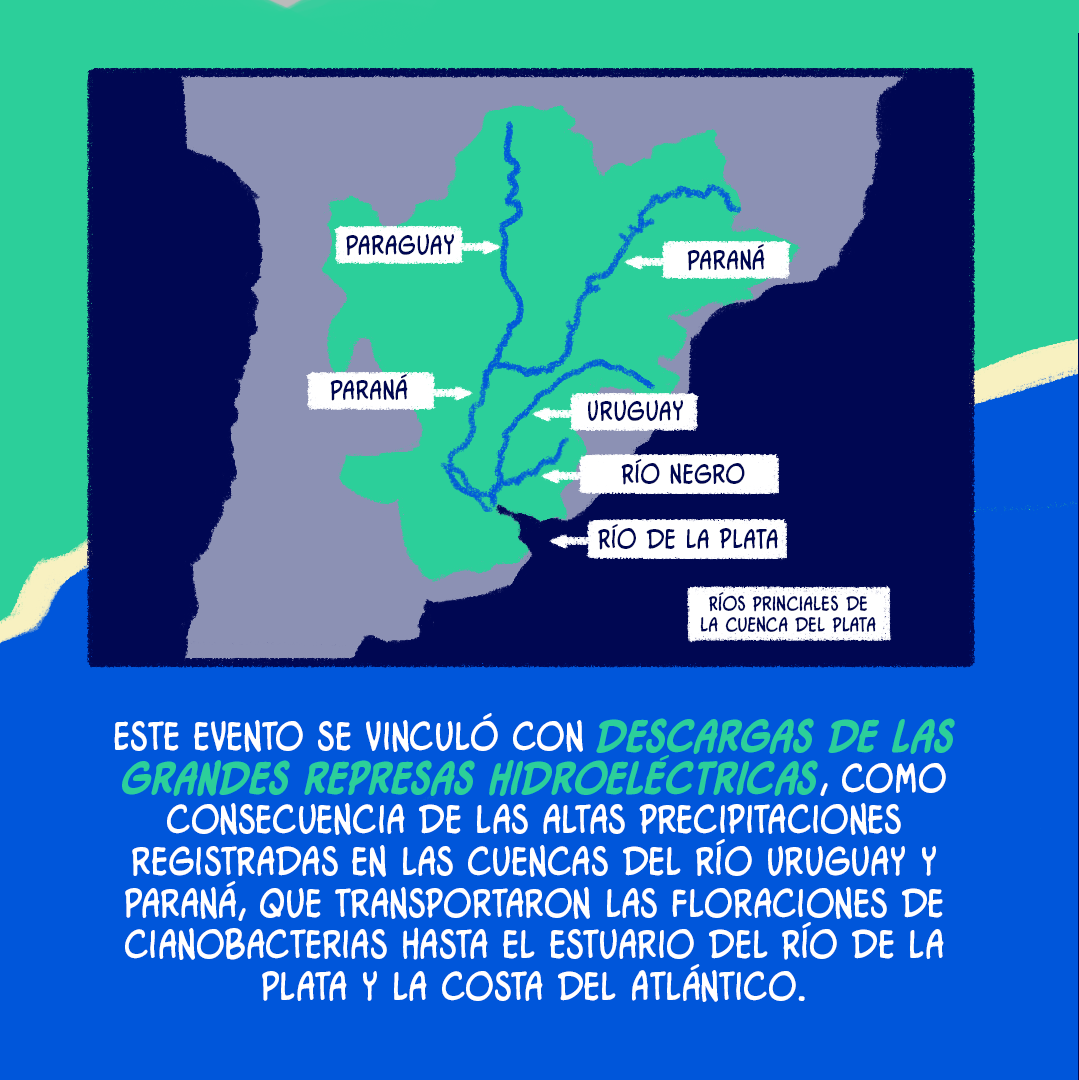 PARAGUAY
PARANÁ
PARANÁ
URUGUAY
RÍO NEGRO
RÍO DE LA PLATA
RÍOS PRINCIALES DE
LA CUENCA DEL PLATA
ESTE EVENTO SE VINCULÓ CON DESCARGAS DE LAS
GRANDES REPRESAS HIDROELÉCTRICAS, COMO
CONSECUENCIA DE LAS ALTAS PRECIPITACIONES
REGISTRADAS EN LAS CUENCAS DEL RÍO URUGUAY Y
PARANÁ, QUE TRANSPORTARON LAS FLORACIONES DE
CIANOBACTERIAS HASTA EL ESTUARIO DEL RÍO DE LA
PLATA Y LA COSTA DEL ATLÁNTICO.